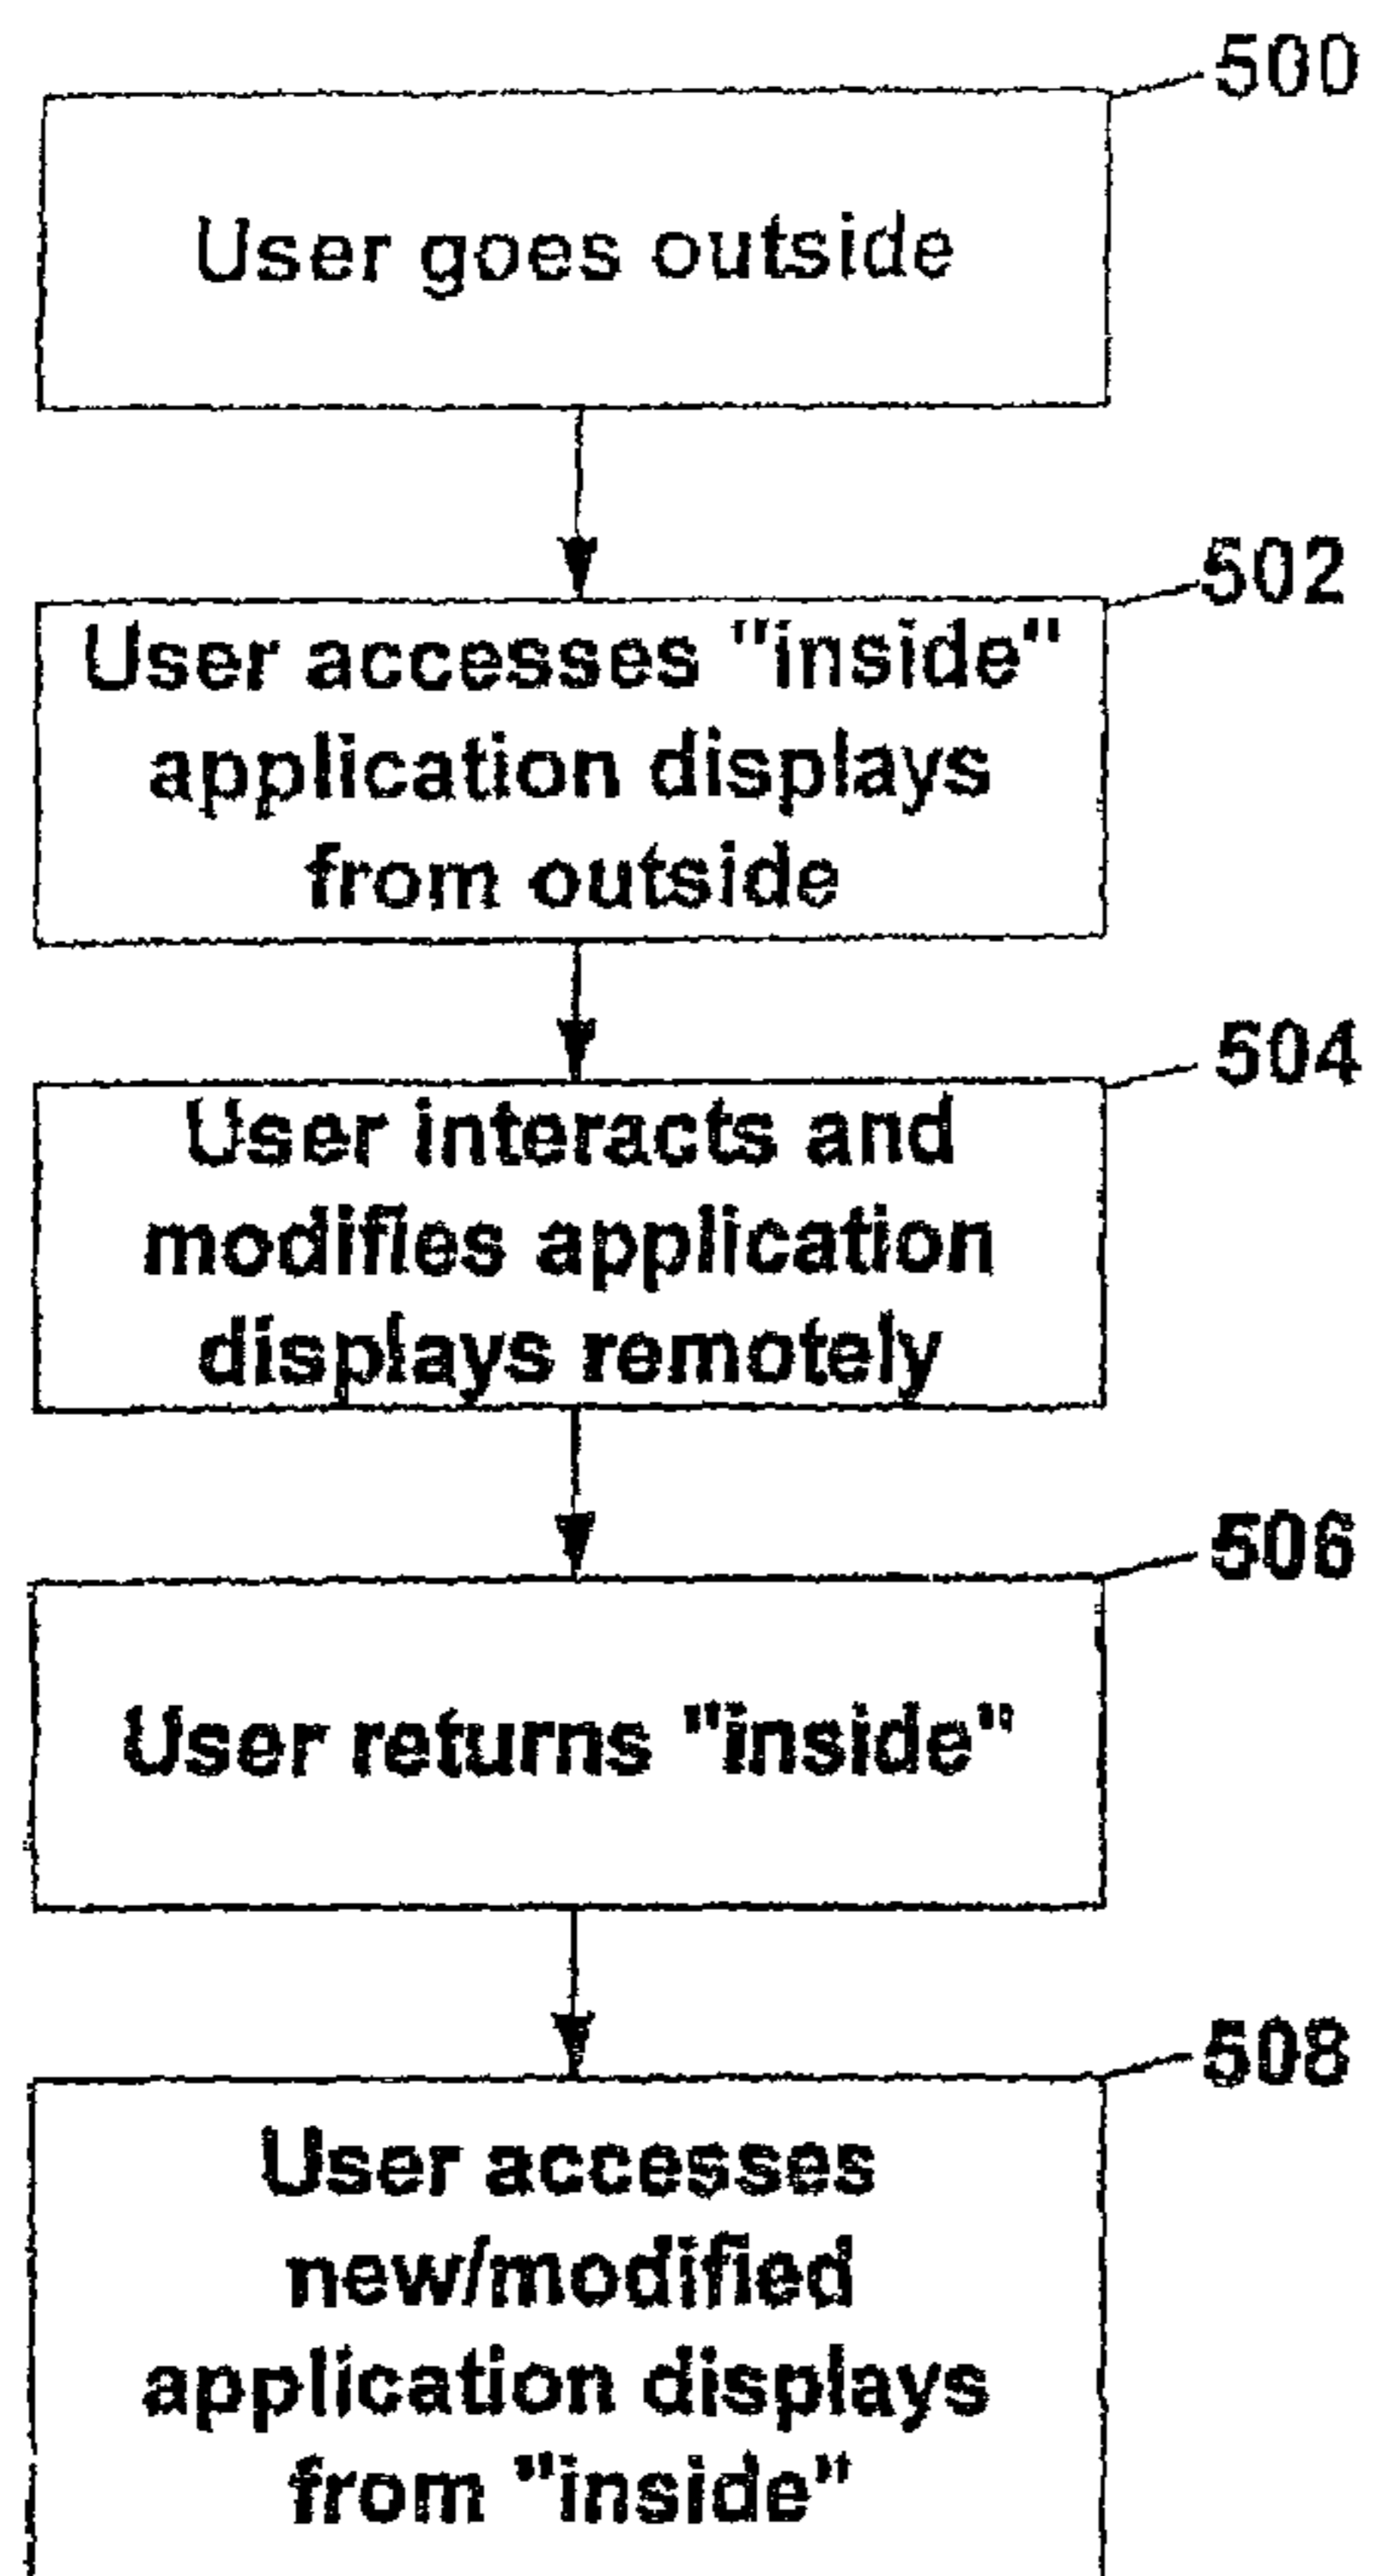 500
User goes outside
502
User accesses "inside"
application displays
from outside
504
User interacts and
modifies application
displays remotely
506
User returns "inside"
508
User accesses
new/modified
application displays
from "inside"